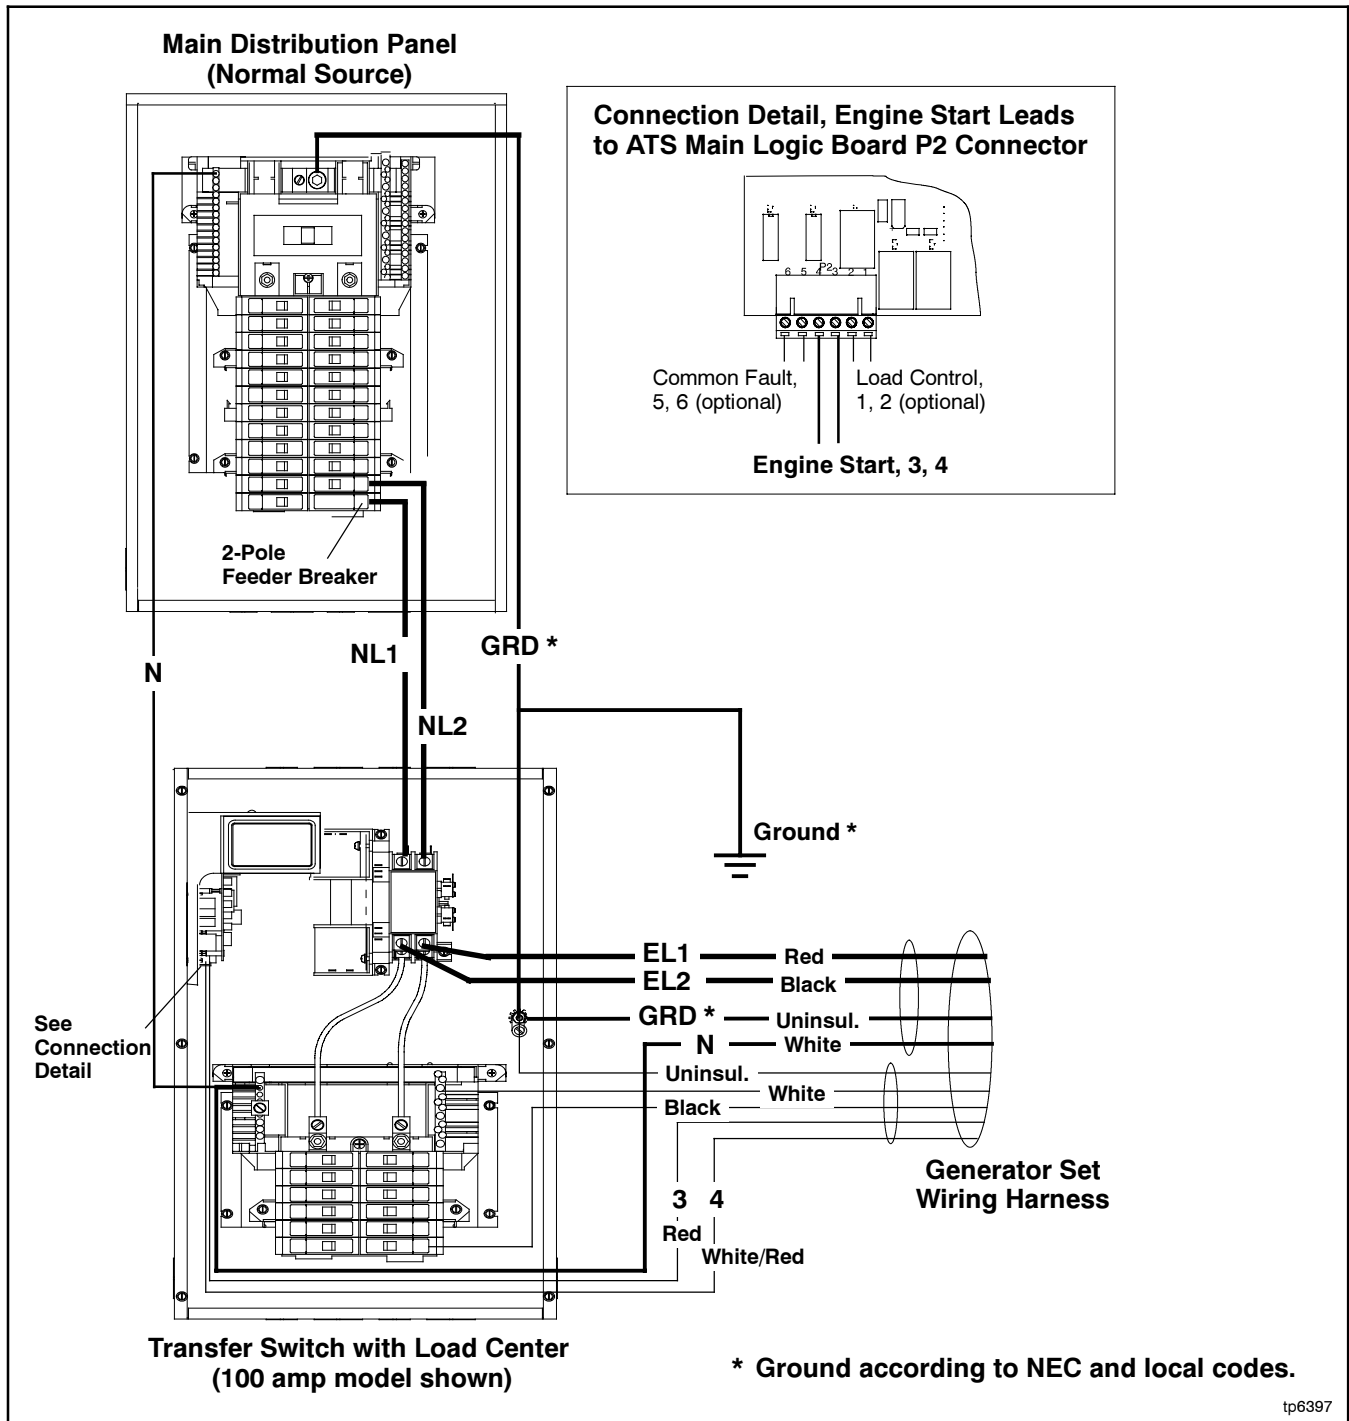 Main Distribution Panel
(Normal Source)
Connection Detail, Engine Start Leads
to ATS Main Logic Board P2 Connector
P2
6 5 4 3 2 1
Common Fault,
5, 6 (optional)
Load Control,
1, 2 (optional)
Engine Start, 3, 4
2-Pole
Feeder Breaker
N
NL1
GRD *
NL2
Ground *
EL1 Red
EL2 Black
GRD * Uninsul.
N White
Uninsul.
White
Black
See
Connection
Detail
Generator Set
Wiring Harness
3 4
Red
White/Red
Transfer Switch with Load Center
(100 amp model shown)
* Ground according to NEC and local codes.
tp6397